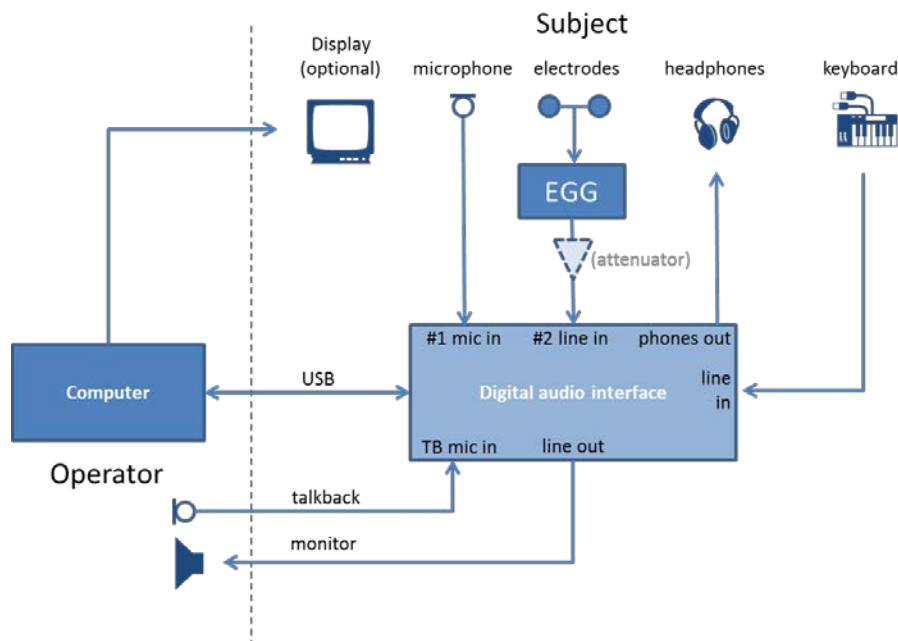 Subject
Display
(optional)
microphone
electrodes
headphones
keyboard
EGG
(attenuator)
#1 mic in
#2 line in
phones out
line
in
Computer
USB
Digital audio interface
TB mic in
line out
Operator
talkback
monitor